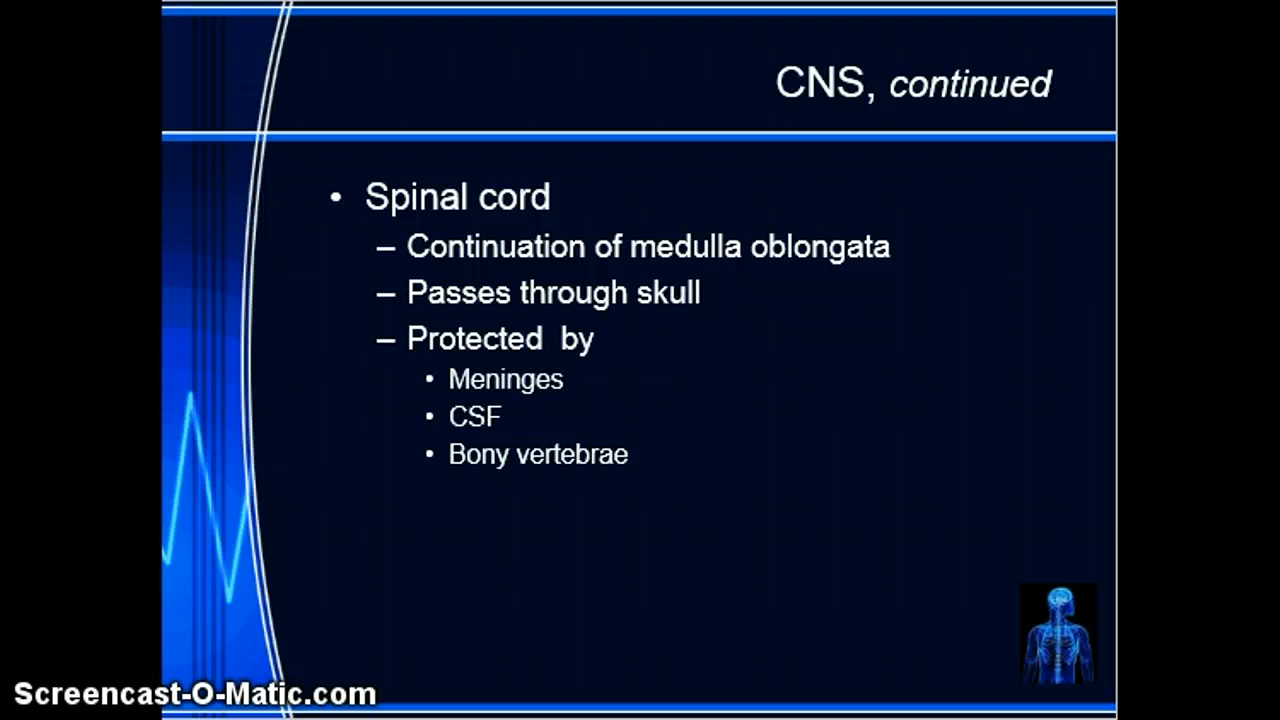 CNS, continued
• Spinal cord
– Continuation of medulla oblongata
– Passes through skull
– Protected by
• Meninges
• CSF
• Bony vertebrae
Screencast-O-Matic.com